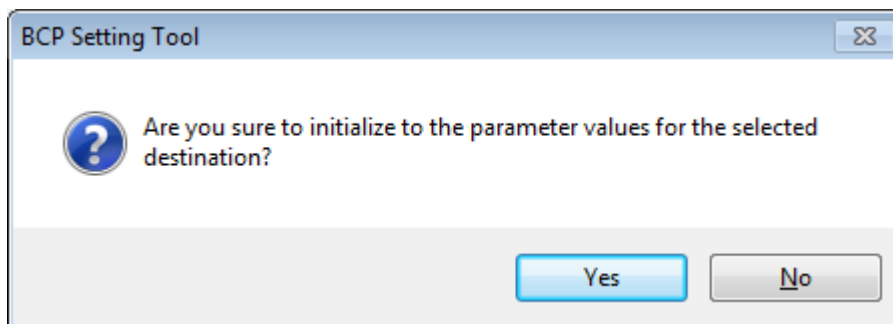 BCP Setting Tool
Are you sure to initialize to the parameter values for the selected
destination?
Yes
No